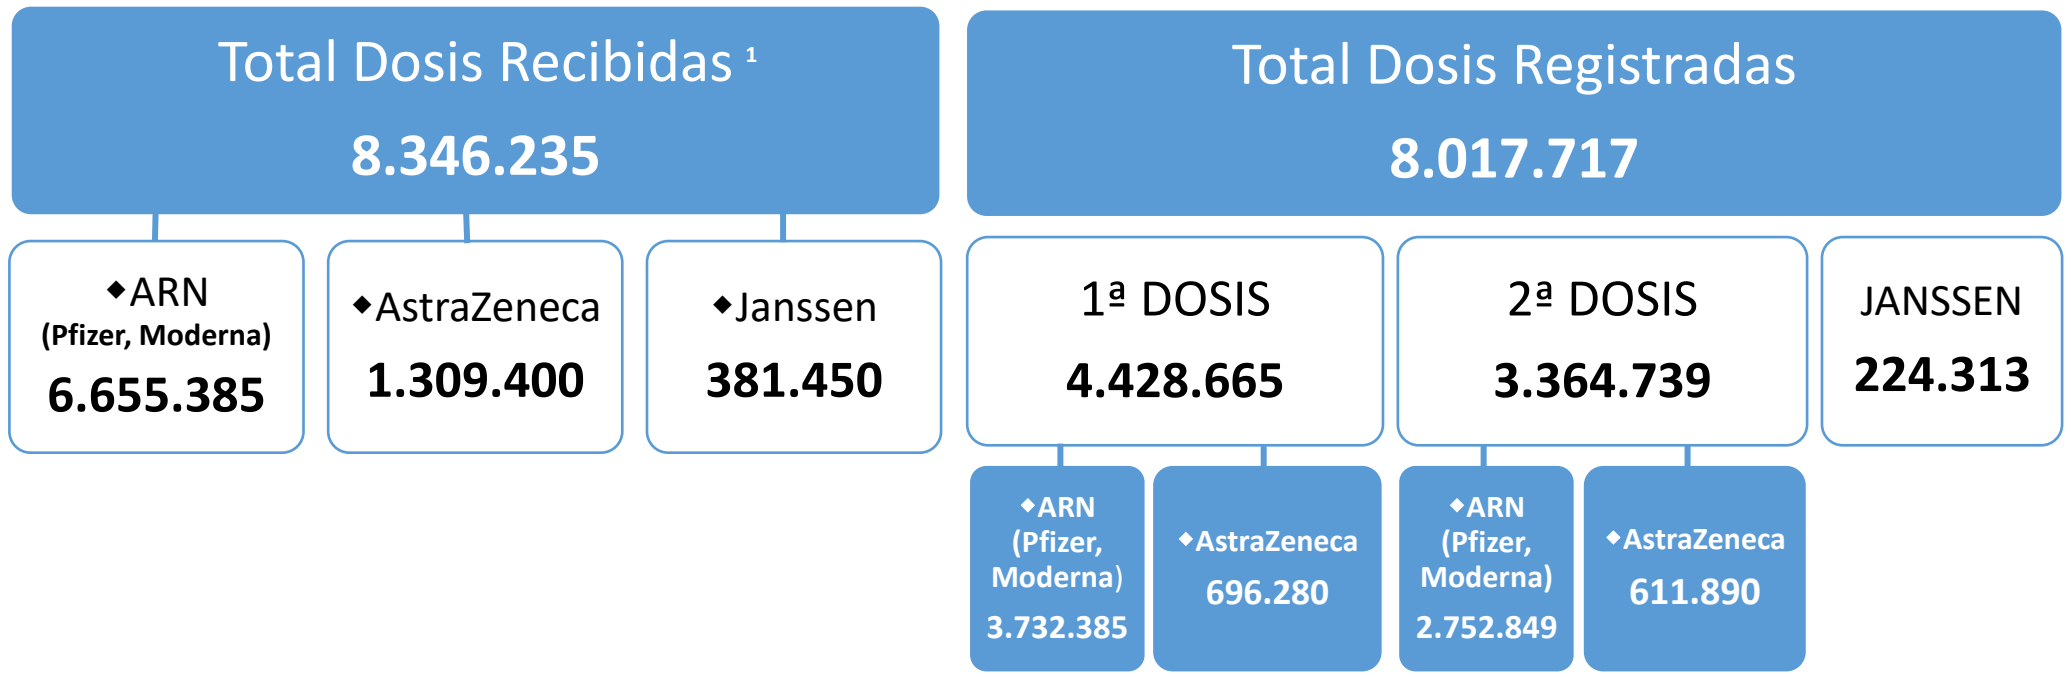 Total Dosis Recibidas ¹
8.346.235
◆ARN
(Pfizer, Moderna)
6.655.385
◆AstraZeneca
1.309.400
◆Janssen
381.450
Total Dosis Registradas
8.017.717
1ª DOSIS
4.428.665
◆ARN
(Pfizer,
Moderna)
3.732.385
◆AstraZeneca
696.280
2ª DOSIS
3.364.739
◆ARN
(Pfizer,
Moderna)
2.752.849
◆AstraZeneca
611.890
JANSSEN
224.313